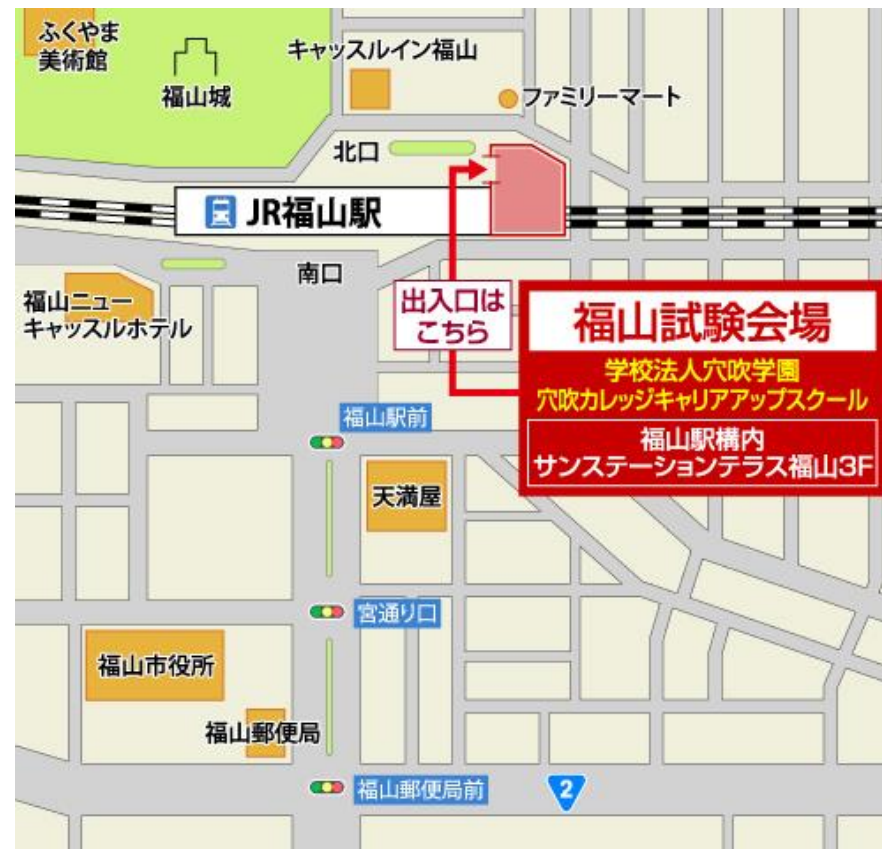 ふくやま
美術館
福山城
キャッスルイン福山
ファミリーマート
北口
JR福山駅
南口
福山ニュー
キャッスルホテル
出入口は
こちら
福山試験会場
学校法人穴吹学園
穴吹カレッジキャリアアップスクール
福山駅構内
サンステーションテラス福山3F
福山駅前
天満屋
宮通り口
福山市役所
福山郵便局
福山郵便局前
2